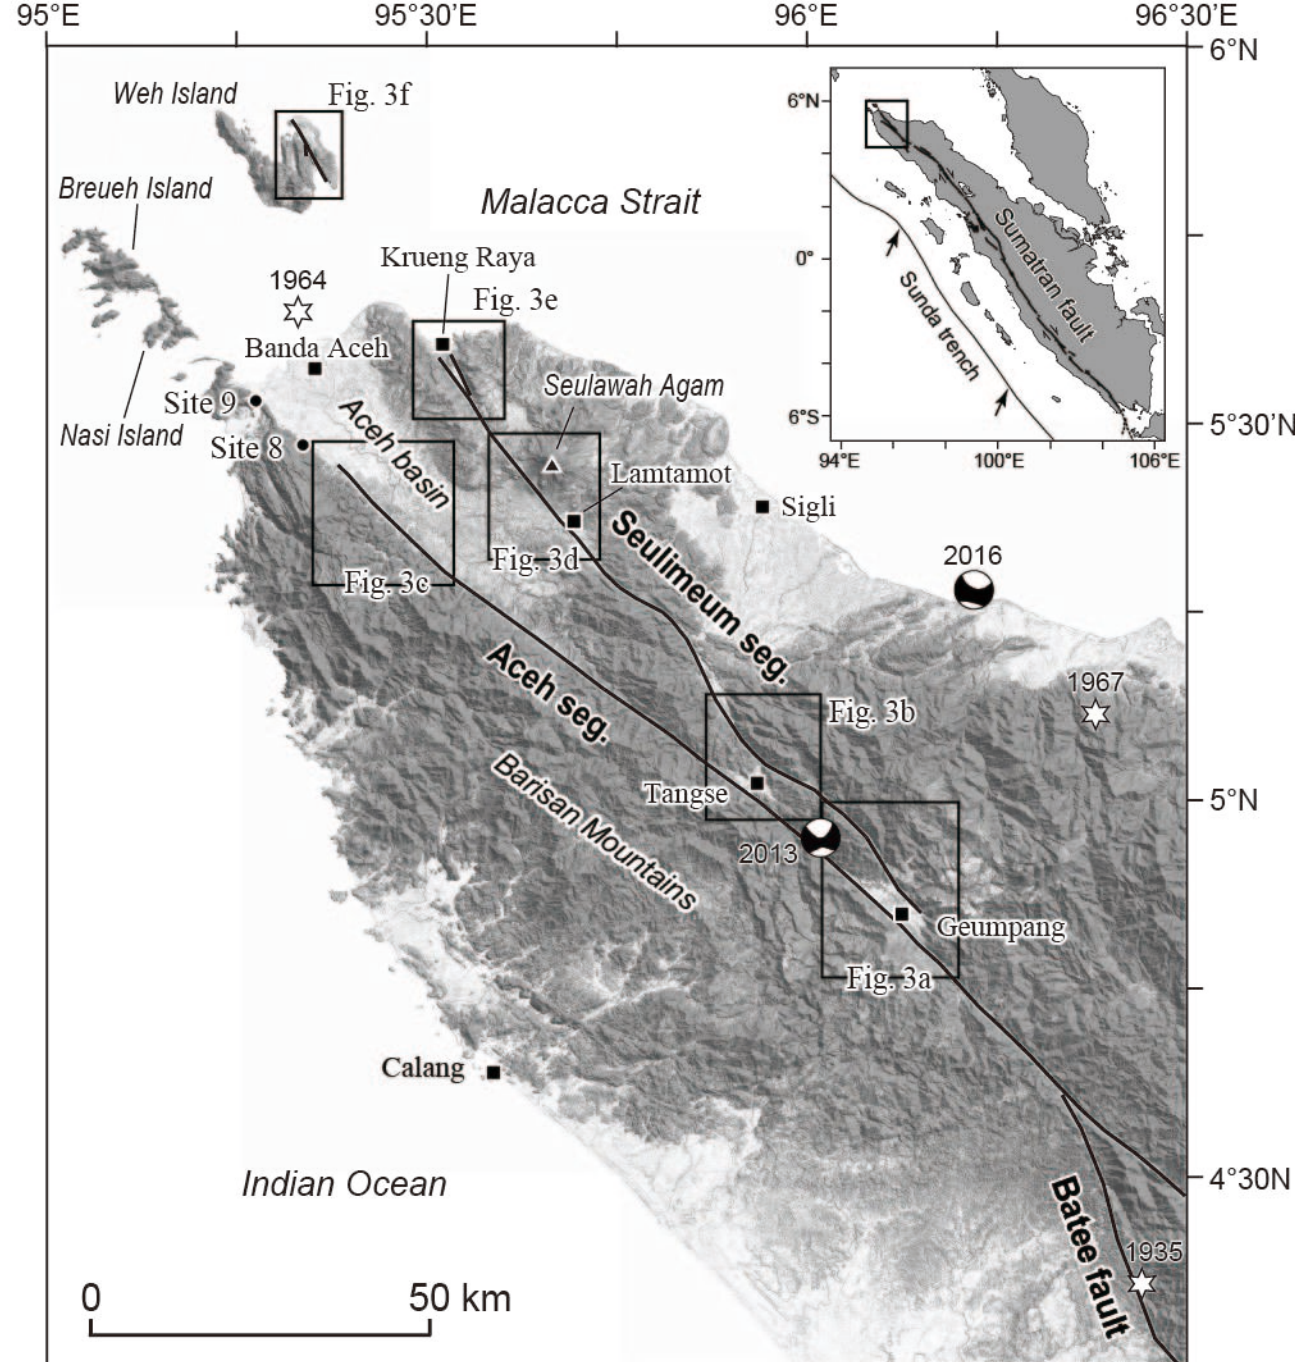 95°E
95°30'E
96°E
96°30'E
6°N
Weh Island
Fig. 3f
6°N
Breueh Island
Malacca Strait
Sumatran fault
Krueng Raya
0°
1964
Fig. 3e
Sunda trench
Banda Aceh
Seulawah Agam
Site 9
Aceh basin
6°S
5°30'N
Nasi Island
Site 8
94°E
100°E
106°E
Lamtamot
Sigli
Seulimeum seg.
Fig. 3d
2016
Fig. 3c
Aceh seg.
1967
Fig. 3b
Barisan Mountains
Tangse
5°N
2013
Geumpang
Fig. 3a
Calang
Indian Ocean
4°30N
Batee fault
1935
0
50 km